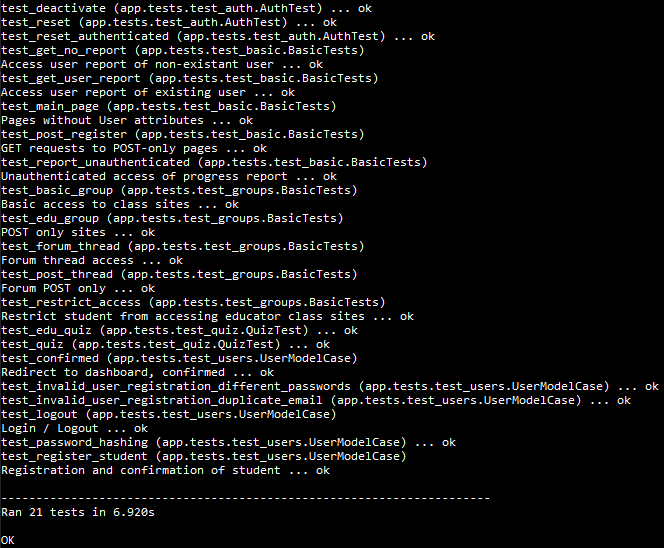 test_deactivate (app.tests.test_auth.AuthTest) ... ok
test_reset (app.tests.test_auth.AuthTest) ... ok
test_reset_authenticated (app.tests.test_auth.AuthTest) ... ok
test_get_no_report (app.tests.test_basic.BasicTests)
Access user report of non-existant user ... ok
test_get_user_report (app.tests.test_basic.BasicTests)
Access user report of existing user ... ok
test_main_page (app.tests.test_basic.BasicTests)
Pages without User attributes ... ok
test_post_register (app.tests.test_basic.BasicTests)
GET requests to POST-only pages ... ok
test_report_unauthenticated (app.tests.test_basic.BasicTests)
Unauthenticated access of progress report ... ok
test_basic_group (app.tests.test_groups.BasicTests)
Basic access to class sites ... ok
test_edu_group (app.tests.test_groups.BasicTests)
POST only sites ... ok
test_forum_thread (app.tests.test_groups.BasicTests)
Forum thread access ... ok
test_post_thread (app.tests.test_groups.BasicTests)
Forum POST only ... ok
test_restrict_access (app.tests.test_groups.BasicTests)
Restrict student from accessing educator class sites ... ok
test_edu_quiz (app.tests.test_quiz.QuizTest) ... ok
test_quiz (app.tests.test_quiz.QuizTest) ... ok
test_confirmed (app.tests.test_users.UserModelCase)
Redirect to dashboard, confirmed ... ok
test_invalid_user_registration_different_passwords (app.tests.test_users.UserModelCase) ... ok
test_invalid_user_registration_duplicate_email (app.tests.test_users.UserModelCase) ... ok
test_logout (app.tests.test_users.UserModelCase)
Login / Logout ... ok
test_password_hashing (app.tests.test_users.UserModelCase) ... ok
test_register_student (app.tests.test_users.UserModelCase)
Registration and confirmation of student ... ok
----------------------------------------------------------------------
Ran 21 tests in 6.920s
OK